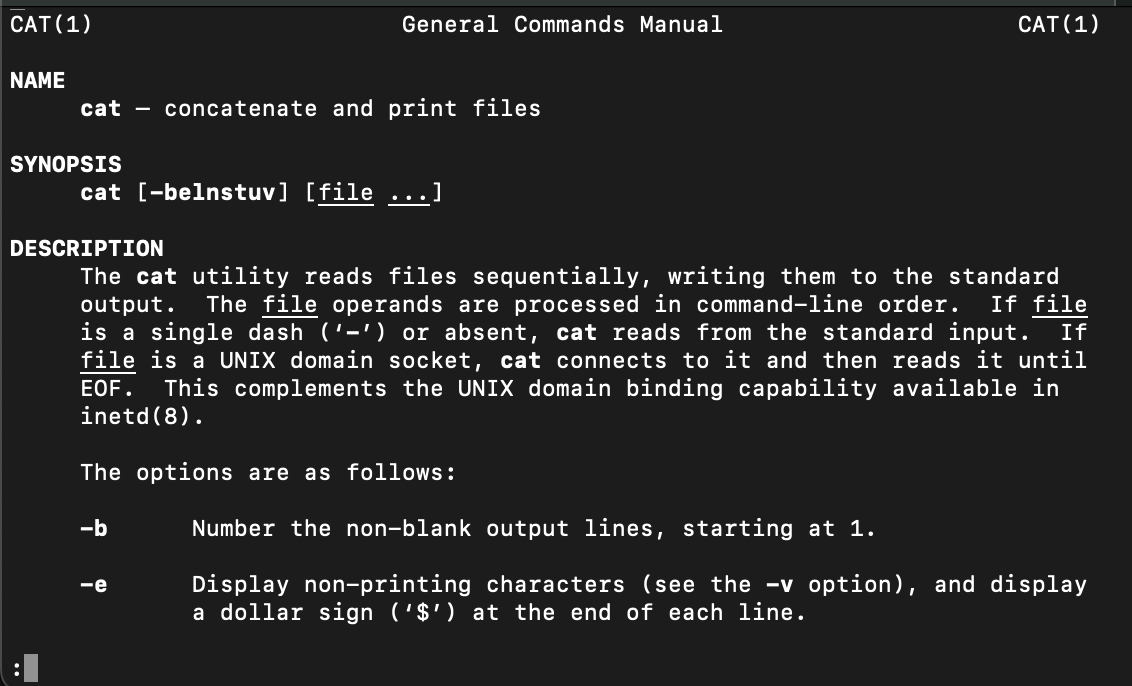 CAT(1) General Commands Manual CAT(1)
NAME
cat – concatenate and print files
SYNOPSIS
cat [-belnstuv] [file ...]
DESCRIPTION
The cat utility reads files sequentially, writing them to the standard
output. The file operands are processed in command-line order. If file
is a single dash (‘-’) or absent, cat reads from the standard input. If
file is a UNIX domain socket, cat connects to it and then reads it until
EOF. This complements the UNIX domain binding capability available in
inetd(8).
The options are as follows:
-b Number the non-blank output lines, starting at 1.
-e Display non-printing characters (see the -v option), and display
a dollar sign (‘$’) at the end of each line.
: